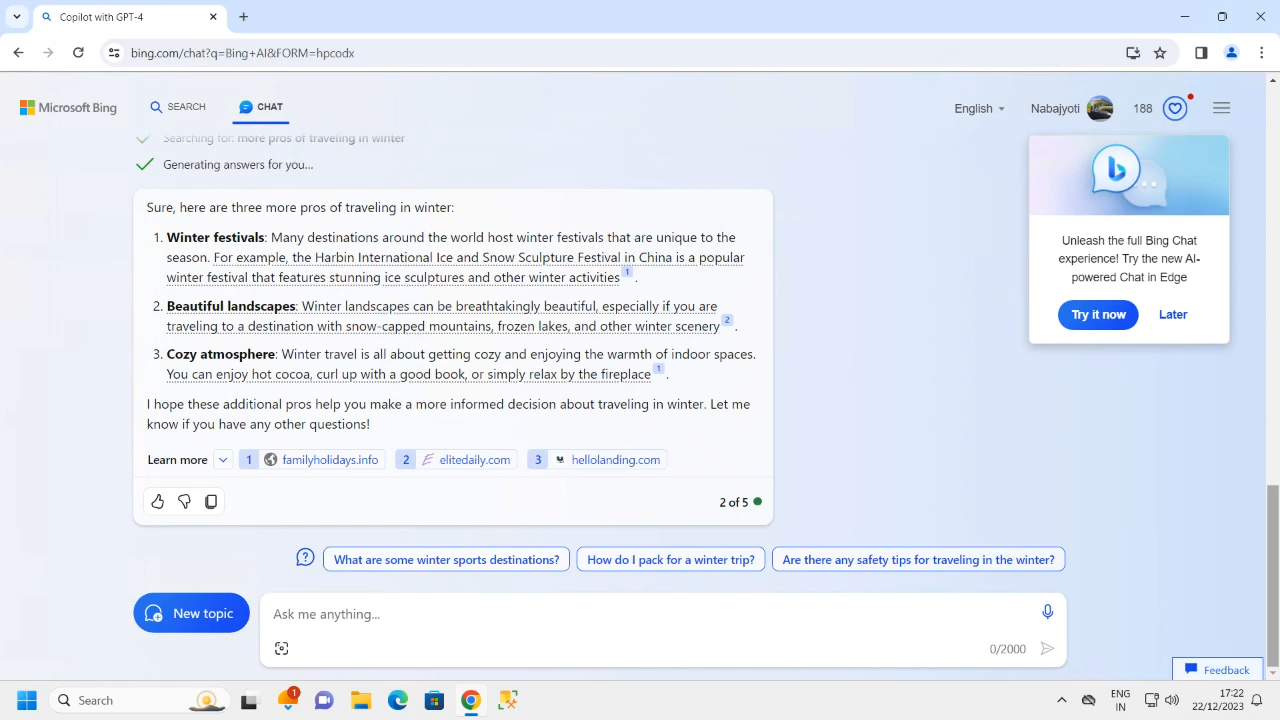 Copilot with GPT-4
bing.com/chat?q=Bing+AI&FORM=hpcodx
Microsoft Bing
SEARCH
CHAT
English
Nabajyoti
188
Searching for: more pros of traveling in winter
Generating answers for you...
Sure, here are three more pros of traveling in winter:
1. Winter festivals: Many destinations around the world host winter festivals that are unique to the
season. For example, the Harbin International Ice and Snow Sculpture Festival in China is a popular
winter festival that features stunning ice sculptures and other winter activities 1 .
2. Beautiful landscapes: Winter landscapes can be breathtakingly beautiful, especially if you are
traveling to a destination with snow-capped mountains, frozen lakes, and other winter scenery 2 .
3. Cozy atmosphere: Winter travel is all about getting cozy and enjoying the warmth of indoor spaces.
You can enjoy hot cocoa, curl up with a good book, or simply relax by the fireplace 1 .
I hope these additional pros help you make a more informed decision about traveling in winter. Let me
know if you have any other questions!
Learn more 1 familyholidays.info 2 elitedaily.com 3 hellolanding.com
2 of 5
Unleash the full Bing Chat
experience! Try the new AI-
powered Chat in Edge
Try it now
Later
What are some winter sports destinations?
How do I pack for a winter trip?
Are there any safety tips for traveling in the winter?
New topic
Ask me anything...
0/2000
Feedback
Search
1
ENG
IN
17:22
22/12/2023